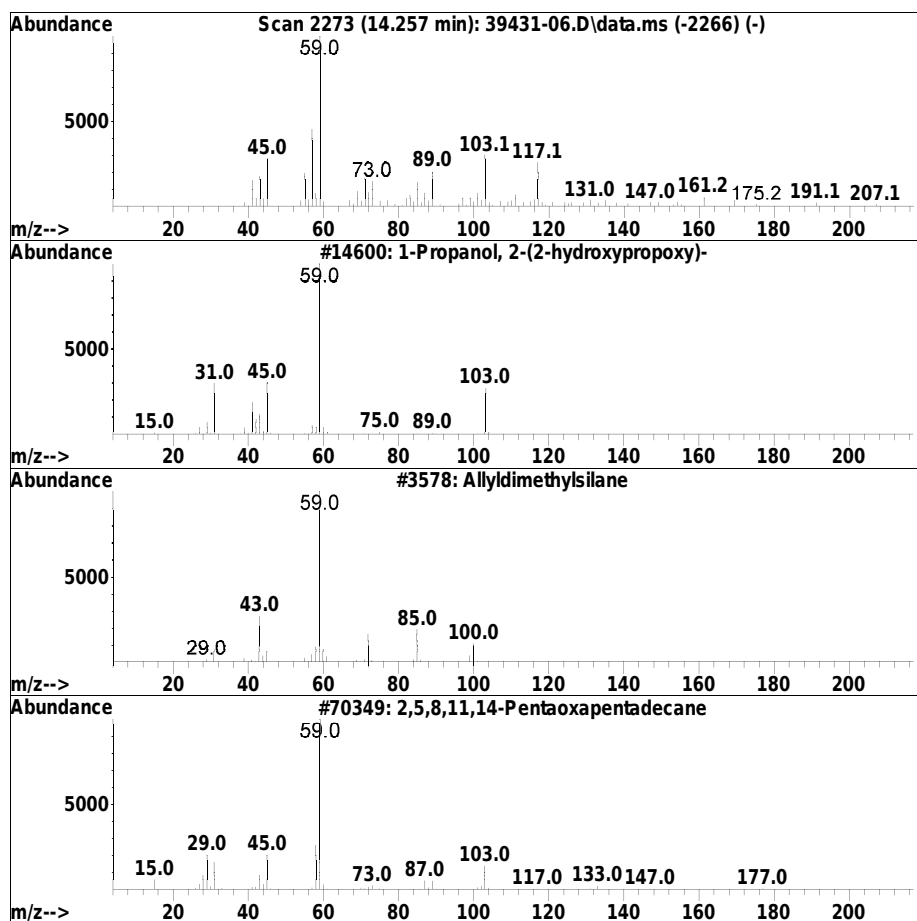 Abundance Scan 2273 (14.257 min): 39431-06.D\data.ms (-2266) (-)
59.0
5000
45.0 73.0 89.0 103.1 117.1 131.0 147.0 161.2 175.2 191.1 207.1
m/z--> 20 40 60 80 100 120 140 160 180 200
Abundance #14600: 1-Propanol, 2-(2-hydroxypropoxy)-
59.0
5000
15.0 31.0 45.0 75.0 89.0 103.0
m/z--> 20 40 60 80 100 120 140 160 180 200
Abundance #3578: Allyldimethylsilane
59.0
5000
29.0 43.0 85.0 100.0
m/z--> 20 40 60 80 100 120 140 160 180 200
Abundance #70349: 2,5,8,11,14-Pentaoxapentadecane
59.0
5000
15.0 29.0 45.0 73.0 87.0 103.0 117.0 133.0 147.0 177.0
m/z--> 20 40 60 80 100 120 140 160 180 200